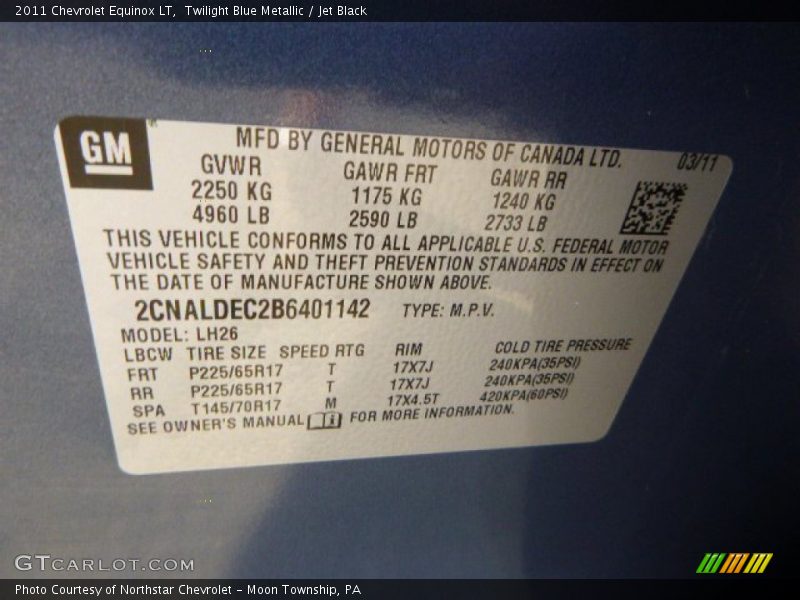 2011 Chevrolet Equinox LT, Twilight Blue Metallic / Jet Black
GM
MFD BY GENERAL MOTORS OF CANADA LTD. 03/11
GVWR GAWR FRT GAWR RR
2250 KG 1175 KG 1240 KG
4960 LB 2590 LB 2733 LB
THIS VEHICLE CONFORMS TO ALL APPLICABLE U.S. FEDERAL MOTOR
VEHICLE SAFETY AND THEFT PREVENTION STANDARDS IN EFFECT ON
THE DATE OF MANUFACTURE SHOWN ABOVE.
2CNALDEC2B6401142 TYPE: M.P.V.
MODEL: LH26
LBCW TIRE SIZE SPEED RTG RIM COLD TIRE PRESSURE
FRT P225/65R17 T 17X7J 240KPA(35PSI)
RR P225/65R17 T 17X7J 240KPA(35PSI)
SPA T145/70R17 M 17X4.5T 420KPA(60PSI)
SEE OWNER'S MANUAL i FOR MORE INFORMATION.
GTCARLOT.COM
Photo Courtesy of Northstar Chevrolet – Moon Township, PA